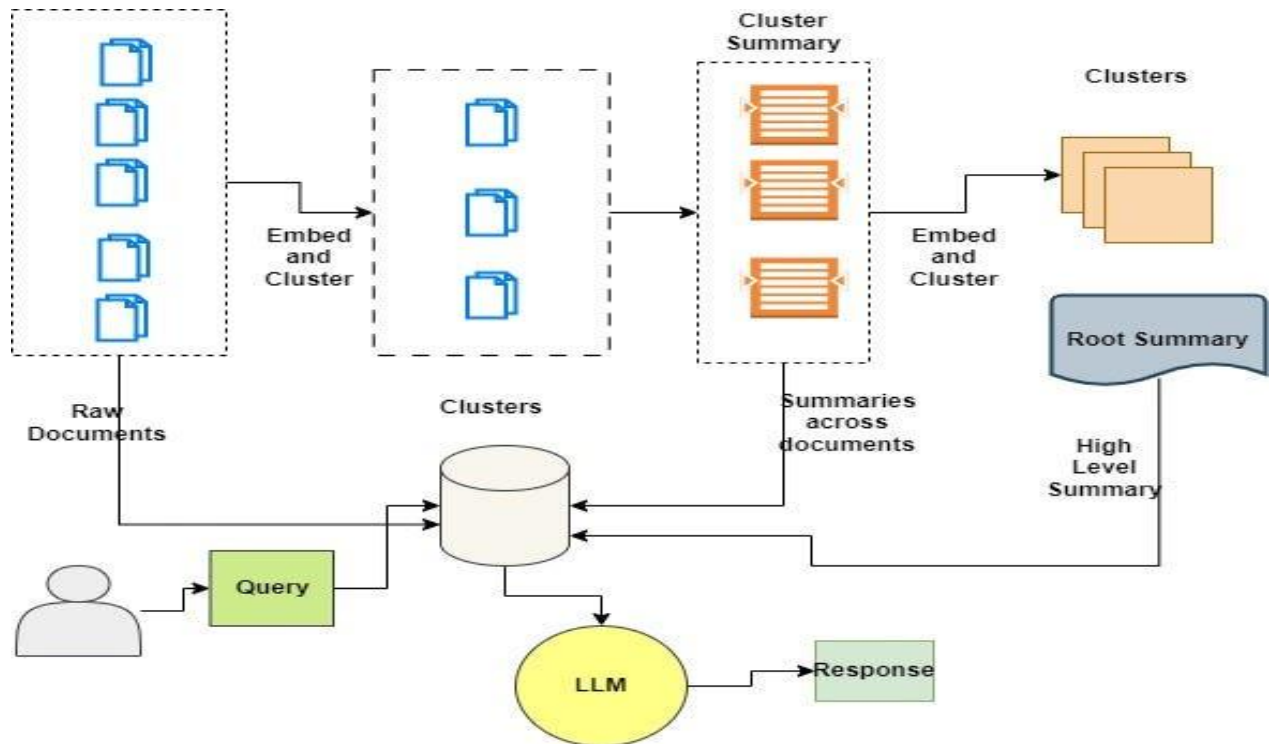 Cluster
Summary
Clusters
Embed
and
Cluster
Embed
and
Cluster
Root Summary
Raw
Documents
Clusters
Summaries
across
documents
High
Level
Summary
Query
LLM
Response